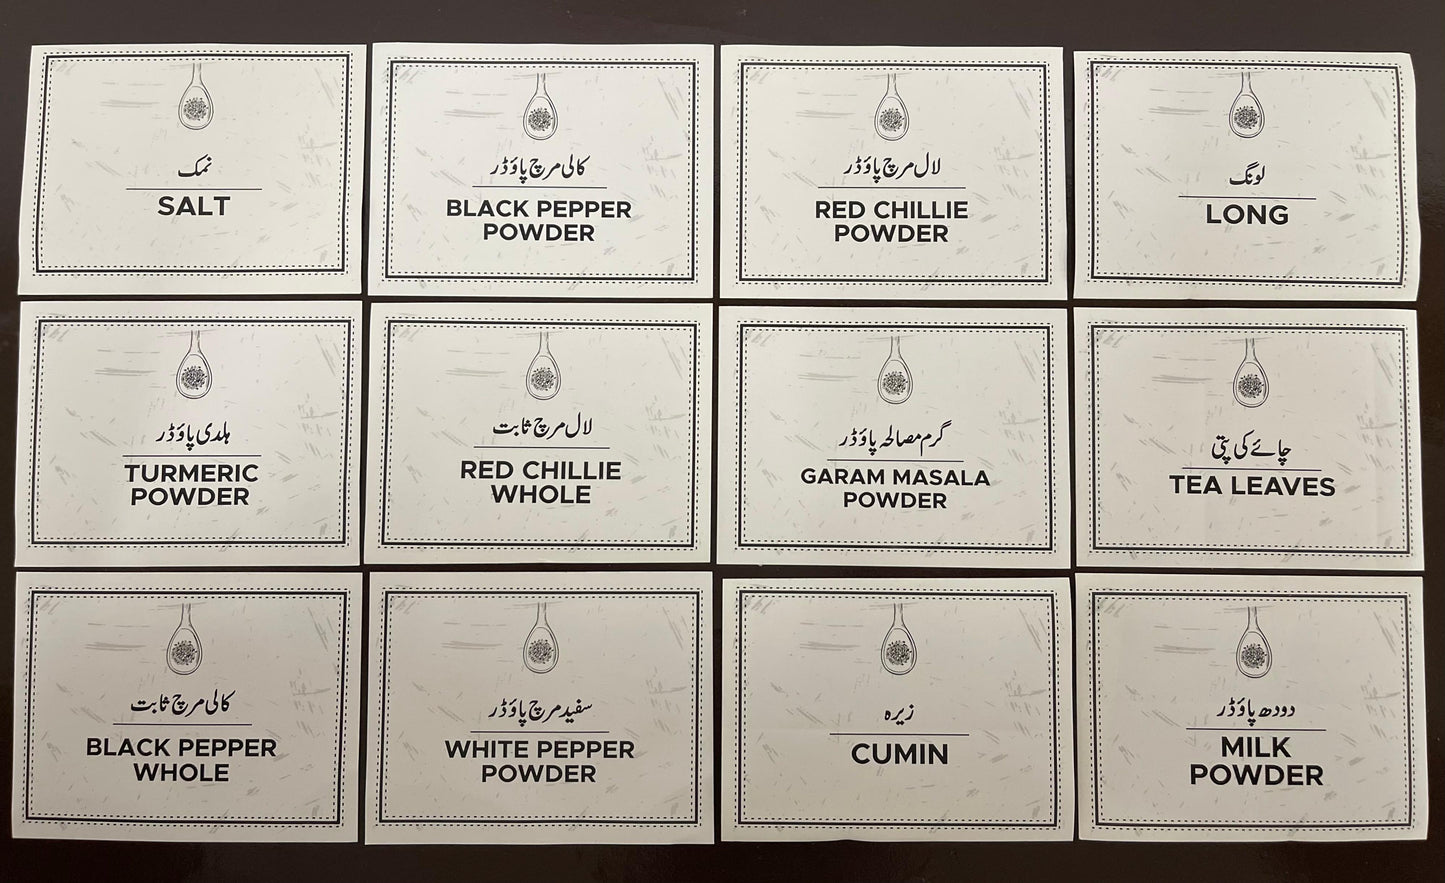 نمک
SALT
کالی مرچ پاؤڈر
BLACK PEPPER
POWDER
لال مرچ پاؤڈر
RED CHILLIE
POWDER
لونگ
LONG
ہلدی پاؤڈر
TURMERIC
POWDER
لال مرچ ثابت
RED CHILLIE
WHOLE
گرم مصالحہ پاؤڈر
GARAM MASALA
POWDER
چائے کی پتی
TEA LEAVES
کالی مرچ ثابت
BLACK PEPPER
WHOLE
سفید مرچ پاؤڈر
WHITE PEPPER
POWDER
زیرہ
CUMIN
دودھ پاؤڈر
MILK
POWDER